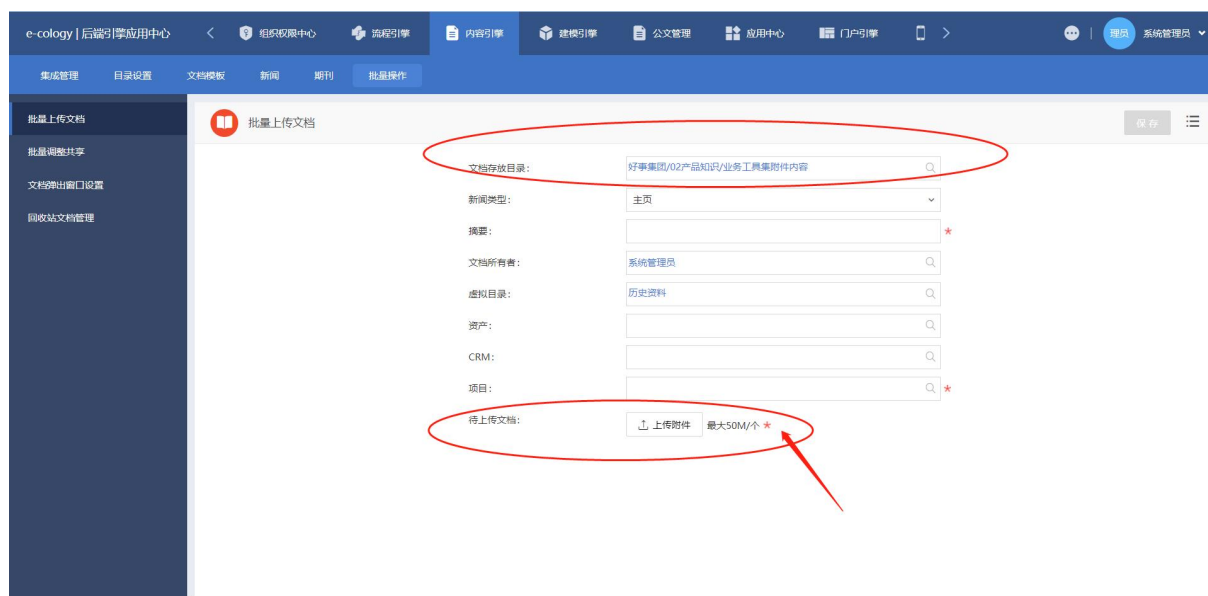 e-cology | 后端引擎应用中心 组织权限中心 流程引擎 内容引擎 建模引擎 公文管理 应用中心 门户引擎 理员 系统管理员
集成管理 目录设置 文档模板 新闻 期刊 批量操作
批量上传文档
批量调整共享
文档弹出窗口设置
回收站文档管理
批量上传文档 保存
文档存放目录: 好事集团/02产品知识/业务工具集附件内容
新闻类型: 主页
摘要: *
文档所有者: 系统管理员
虚拟目录: 历史资料
资产:
CRM:
项目: *
待上传文档: 上传附件 最大50M/个 *